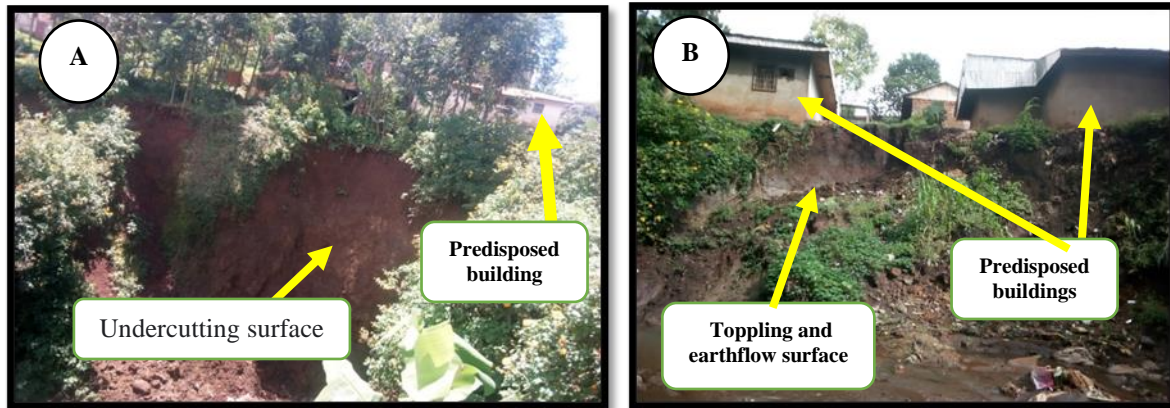 A
Predisposed
building
Undercutting surface
B
Predisposed
buildings
Toppling and
earthflow surface